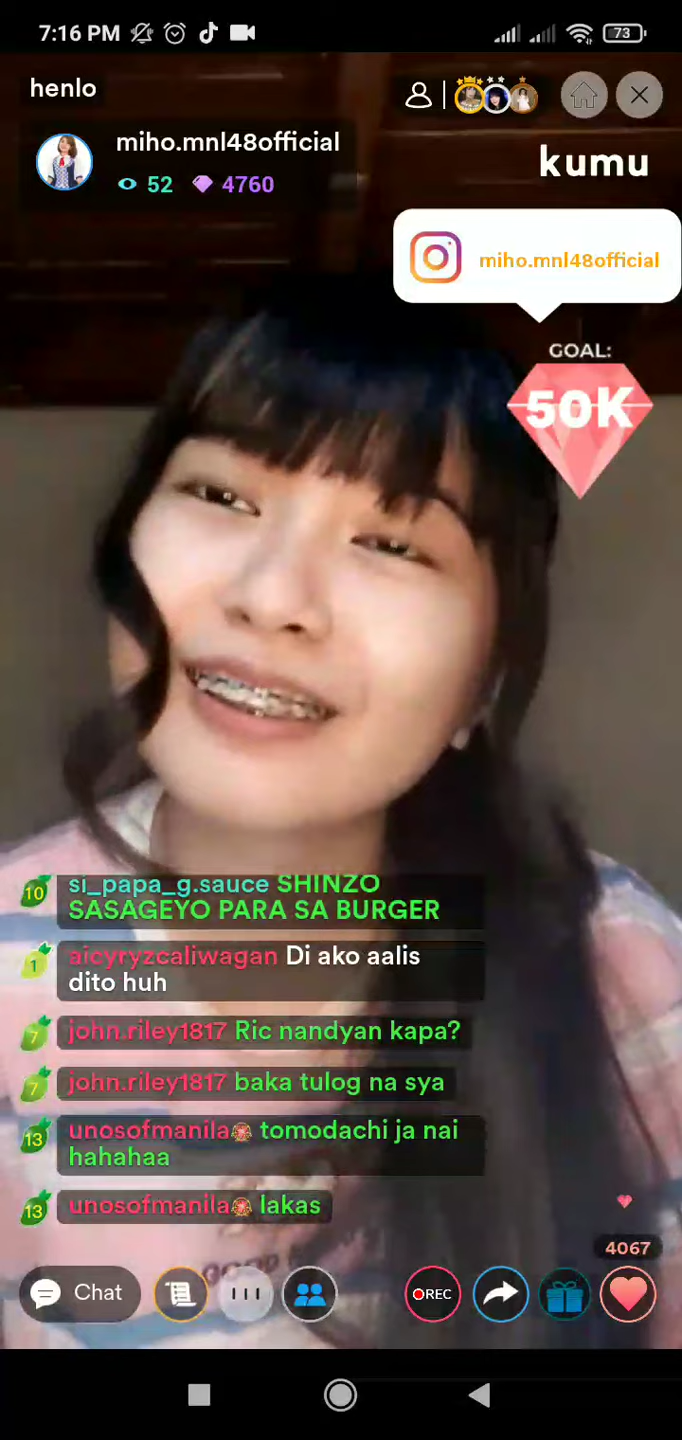 7:16 PM
73
henlo
miho.mnl48official
52 4760
kumu
miho.mnl48official
GOAL:
50K
10 si_papa_g.sauce SHINZO
SASAGEYO PARA SA BURGER
1 aicyryzcaliwagan Di ako aalis
dito huh
7 john.riley1817 Ric nandyan kapa?
7 john.riley1817 baka tulog na sya
13 unosofmanila tomodachi ja nai
hahahaa
13 unosofmanila lakas
4067
Chat
REC